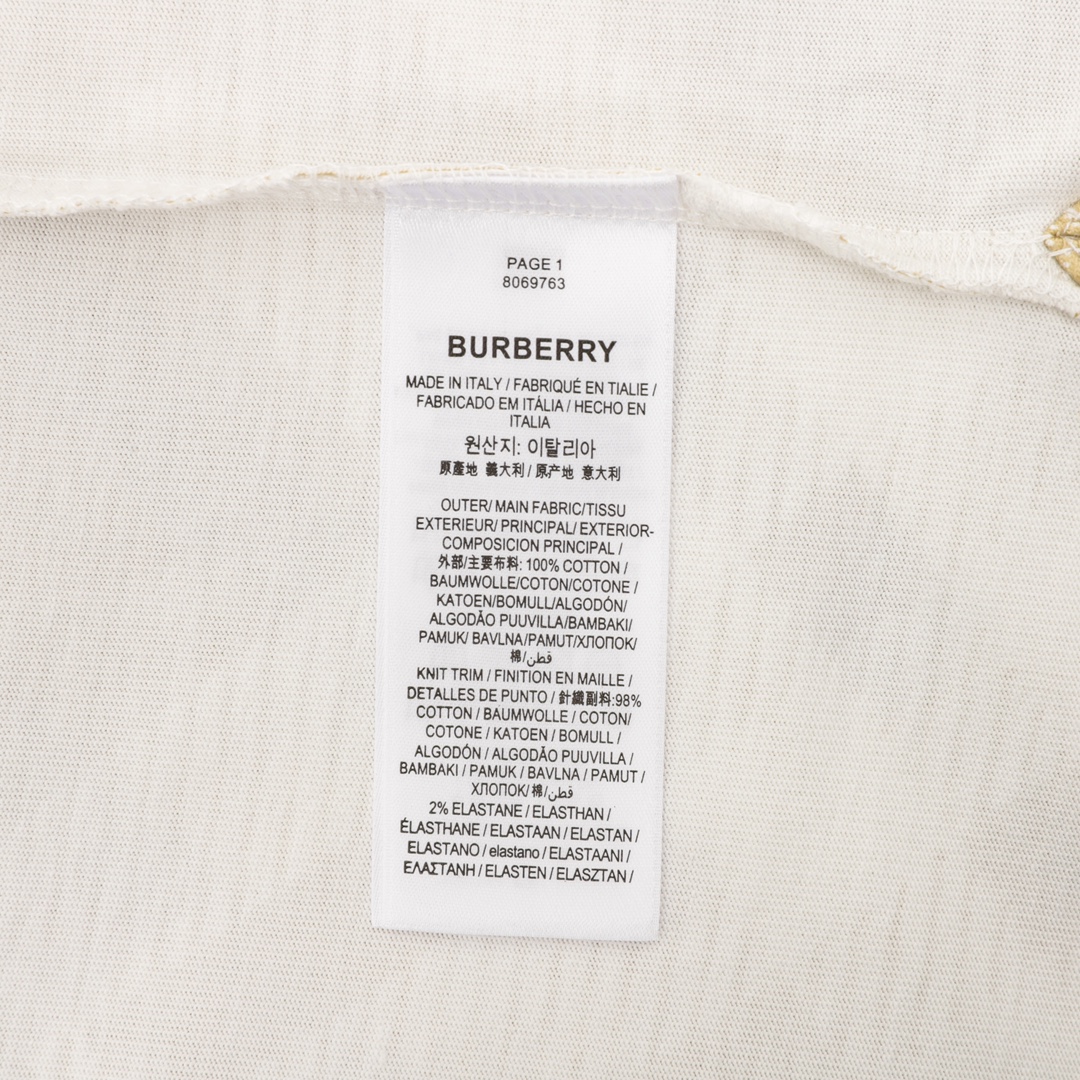 PAGE 1
8069763
BURBERRY
MADE IN ITALY / FABRIQUÉ EN TIALIE /
FABRICADO EM ITÁLIA / HECHO EN
ITALIA
원산지: 이탈리아
原產地 義大利 / 原产地 意大利
OUTER/ MAIN FABRIC/TISSU
EXTERIEUR/ PRINCIPAL/ EXTERIOR-
COMPOSICION PRINCIPAL /
外部/主要布料: 100% COTTON /
BAUMWOLLE/COTON/COTONE /
KATOEN/BOMULL/ALGODÓN/
ALGODÃO PUUVILLA/BAMBAKI/
PAMUK/ BAVLNA/PAMUT/ХЛОПОК/
棉/قطن
KNIT TRIM / FINITION EN MAILLE /
DETALLES DE PUNTO / 針織副料:98%
COTTON / BAUMWOLLE / COTON/
COTONE / KATOEN / BOMULL /
ALGODÓN / ALGODÃO PUUVILLA /
BAMBAKI / PAMUK / BAVLNA / PAMUT /
ХЛОПОК/ 棉/قطن
2% ELASTANE / ELASTHAN /
ÉLASTHANE / ELASTAAN / ELASTAN /
ELASTANO / elastano / ELASTAANI /
ΕΛΑΣΤΑΝΗ / ELASTEN / ELASZTAN /